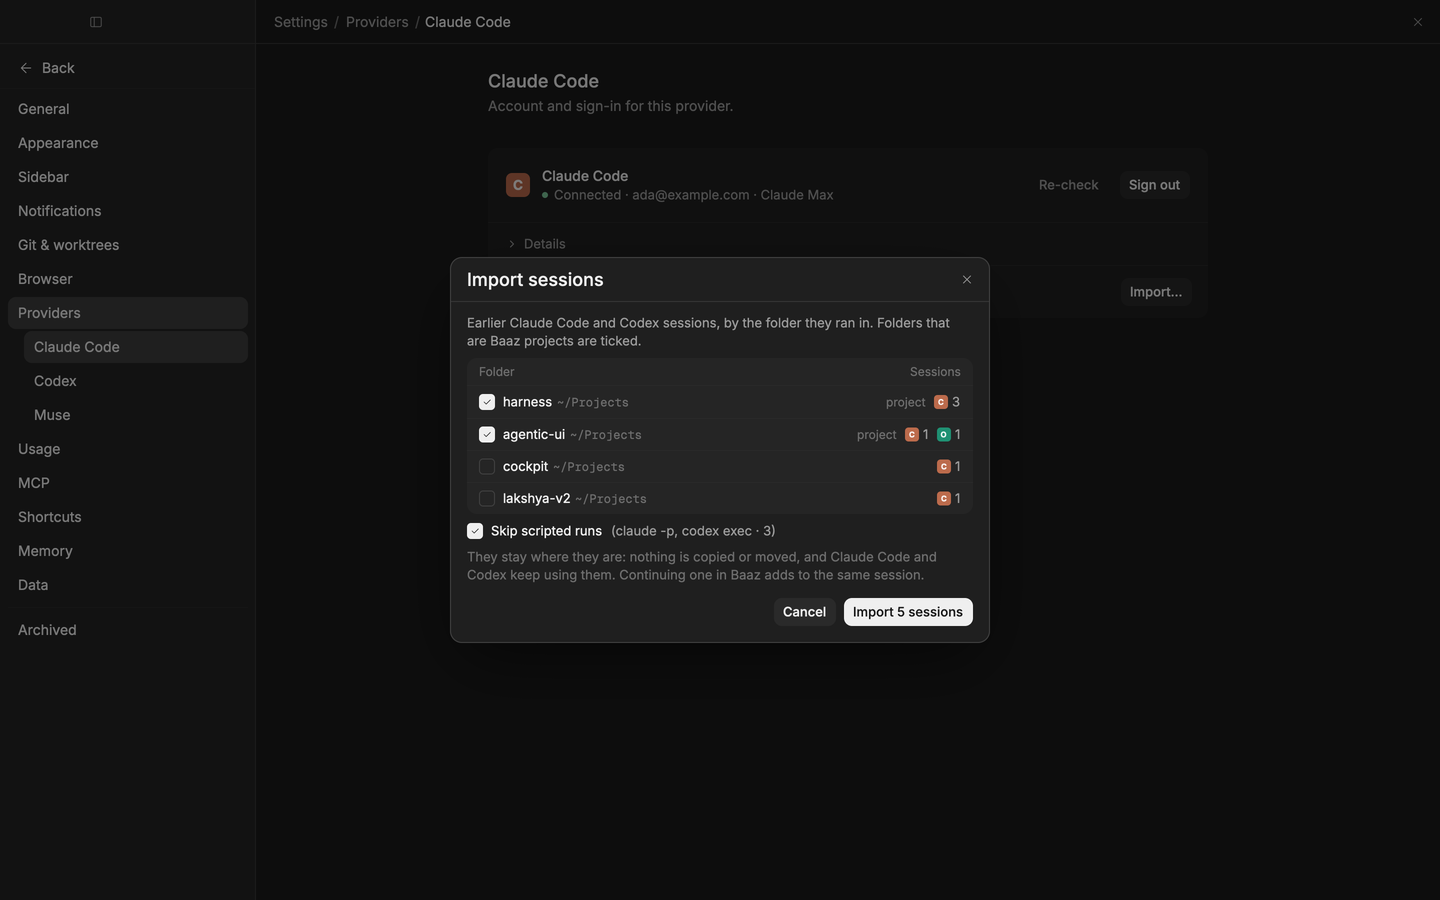 Settings / Providers / Claude Code
Back
General
Appearance
Sidebar
Notifications
Git & worktrees
Browser
Providers
Claude Code
Codex
Muse
Usage
MCP
Shortcuts
Memory
Data
Archived
Claude Code
Account and sign-in for this provider.
C
Claude Code
Connected · ada@example.com · Claude Max
Re-check
Sign out
Details
Import...
Import sessions
Earlier Claude Code and Codex sessions, by the folder they ran in. Folders that
are Baaz projects are ticked.
Folder Sessions
harness ~/Projects project C 3
agentic-ui ~/Projects project C 1 O 1
cockpit ~/Projects C 1
lakshya-v2 ~/Projects C 1
Skip scripted runs (claude -p, codex exec · 3)
They stay where they are: nothing is copied or moved, and Claude Code and
Codex keep using them. Continuing one in Baaz adds to the same session.
Cancel
Import 5 sessions